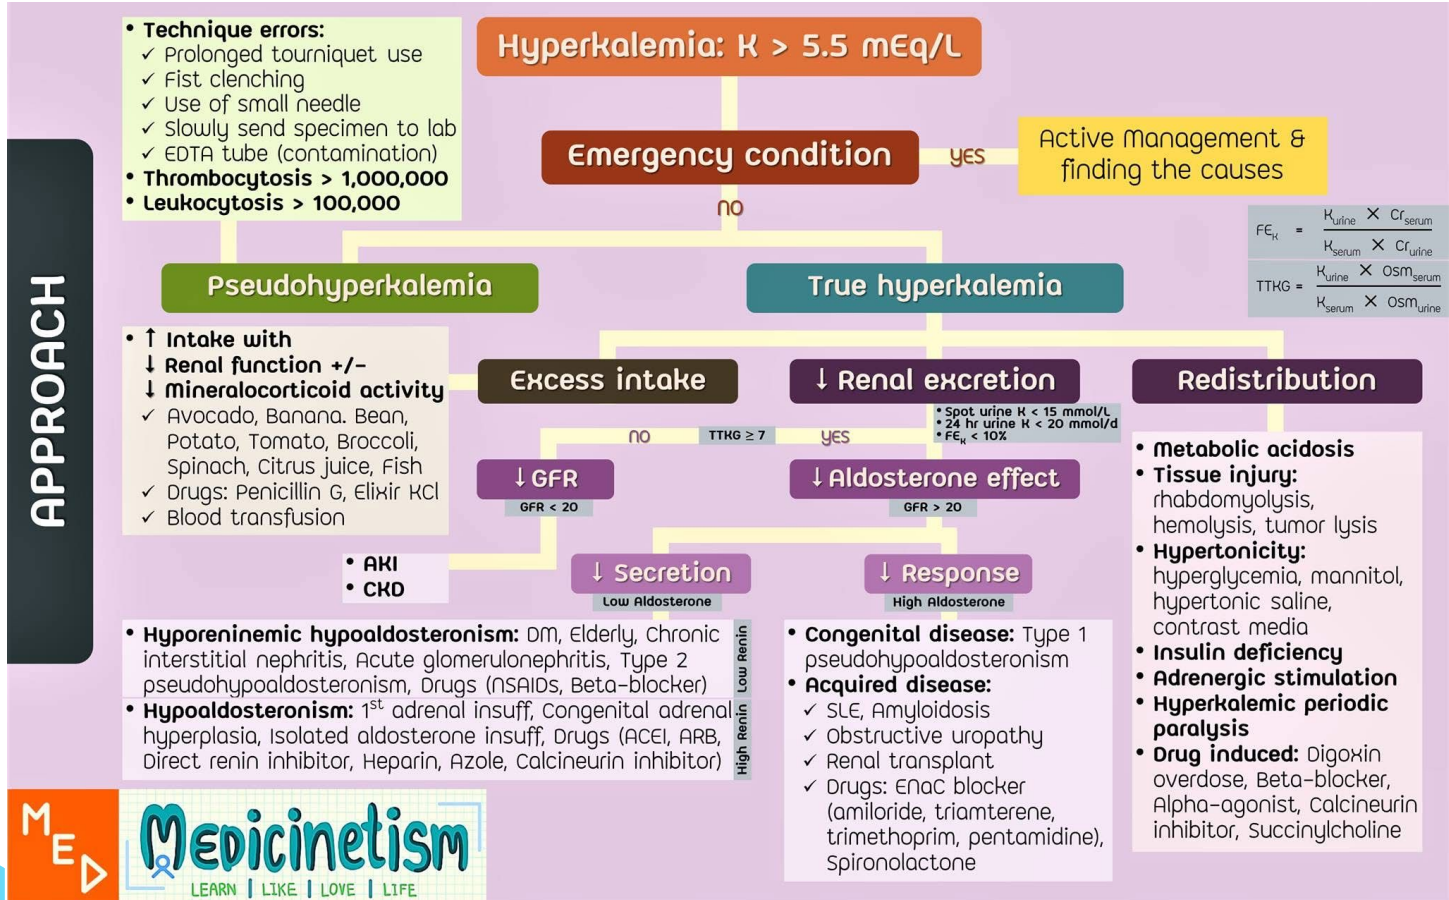 APPROACH
Hyperkalemia: K > 5.5 mEq/L
• Technique errors:
✓ Prolonged tourniquet use
✓ Fist clenching
✓ Use of small needle
✓ Slowly send specimen to lab
✓ EDTA tube (contamination)
• Thrombocytosis > 1,000,000
• Leukocytosis > 100,000
Emergency condition
YES
Active Management &
finding the causes
NO
FEK = Kurine × Crserum
Kserum × Crurine
TTKG = Kurine × Osmserum
Kserum × Osmurine
Pseudohyperkalemia
True hyperkalemia
• ↑ Intake with
↓ Renal function +/-
↓ Mineralocorticoid activity
✓ Avocado, Banana. Bean,
Potato, Tomato, Broccoli,
Spinach, Citrus juice, Fish
✓ Drugs: Penicillin G, Elixir KCl
✓ Blood transfusion
Excess intake
↓ Renal excretion
Redistribution
• Spot urine K < 15 mmol/L
• 24 hr urine K < 20 mmol/d
• FEK < 10%
NO
TTKG ≥ 7
YES
↓ GFR
GFR < 20
↓ Aldosterone effect
GFR > 20
• AKI
• CKD
↓ Secretion
Low Aldosterone
↓ Response
High Aldosterone
• Hyporeninemic hypoaldosteronism: DM, Elderly, Chronic
interstitial nephritis, Acute glomerulonephritis, Type 2
pseudohypoaldosteronism, Drugs (NSAIDs, Beta-blocker)
Low Renin
• Hypoaldosteronism: 1st adrenal insuff, Congenital adrenal
hyperplasia, Isolated aldosterone insuff, Drugs (ACEI, ARB,
Direct renin inhibitor, Heparin, Azole, Calcineurin inhibitor)
High Renin
• Congenital disease: Type 1
pseudohypoaldosteronism
• Acquired disease:
✓ SLE, Amyloidosis
✓ Obstructive uropathy
✓ Renal transplant
✓ Drugs: ENaC blocker
(amiloride, triamterene,
trimethoprim, pentamidine),
Spironolactone
• Metabolic acidosis
• Tissue injury:
rhabdomyolysis,
hemolysis, tumor lysis
• Hypertonicity:
hyperglycemia, mannitol,
hypertonic saline,
contrast media
• Insulin deficiency
• Adrenergic stimulation
• Hyperkalemic periodic
paralysis
• Drug induced: Digoxin
overdose, Beta-blocker,
Alpha-agonist, Calcineurin
inhibitor, Succinylcholine
MED
MEDicinetism
LEARN | LIKE | LOVE | LIFE